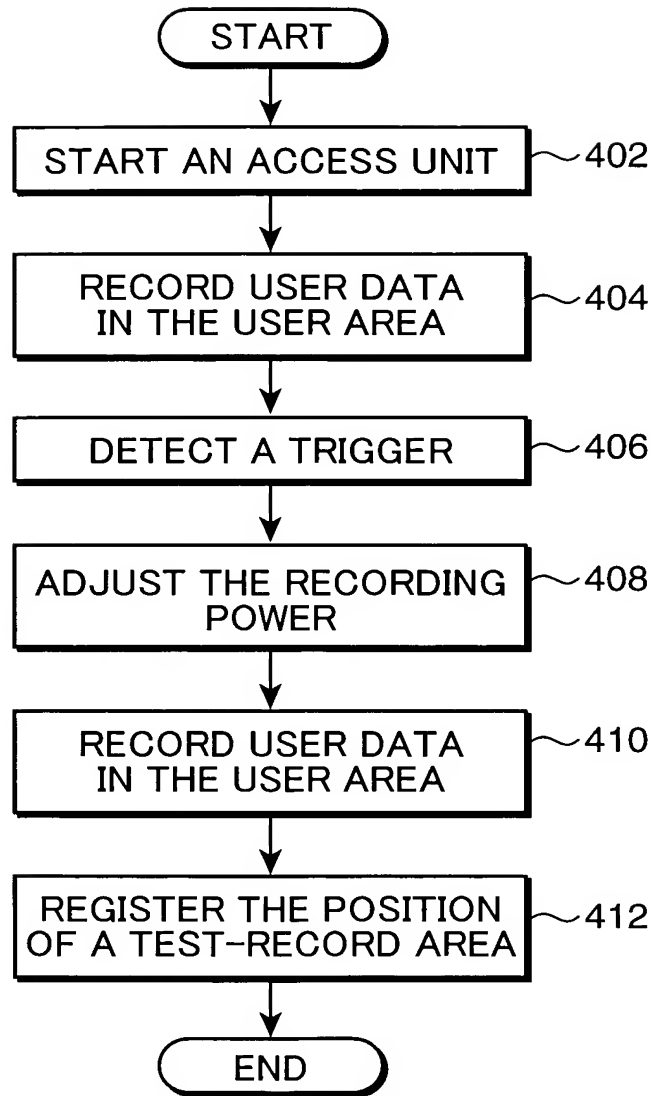 START
START AN ACCESS UNIT
402
RECORD USER DATA
IN THE USER AREA
404
DETECT A TRIGGER
406
ADJUST THE RECORDING
POWER
408
RECORD USER DATA
IN THE USER AREA
410
REGISTER THE POSITION
OF A TEST-RECORD AREA
412
END